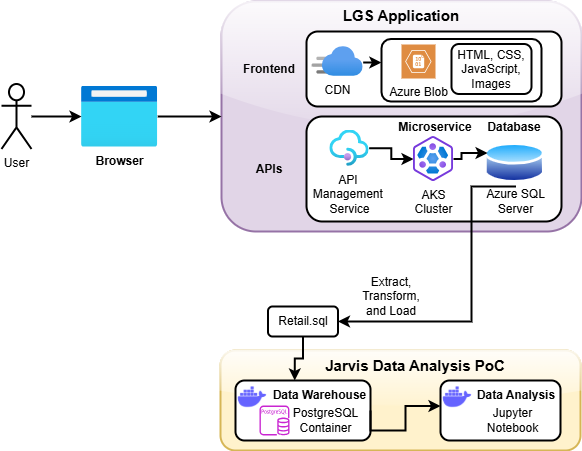 LGS Application
Frontend
CDN
Azure Blob
HTML, CSS,
JavaScript,
Images
User
Browser
APIs
Microservice
Database
API
Management
Service
AKS
Cluster
Azure SQL
Server
Extract,
Transform,
and Load
Retail.sql
Jarvis Data Analysis PoC
Data Warehouse
PostgreSQL
PostgreSQL
Container
Data Analysis
Jupyter
Notebook